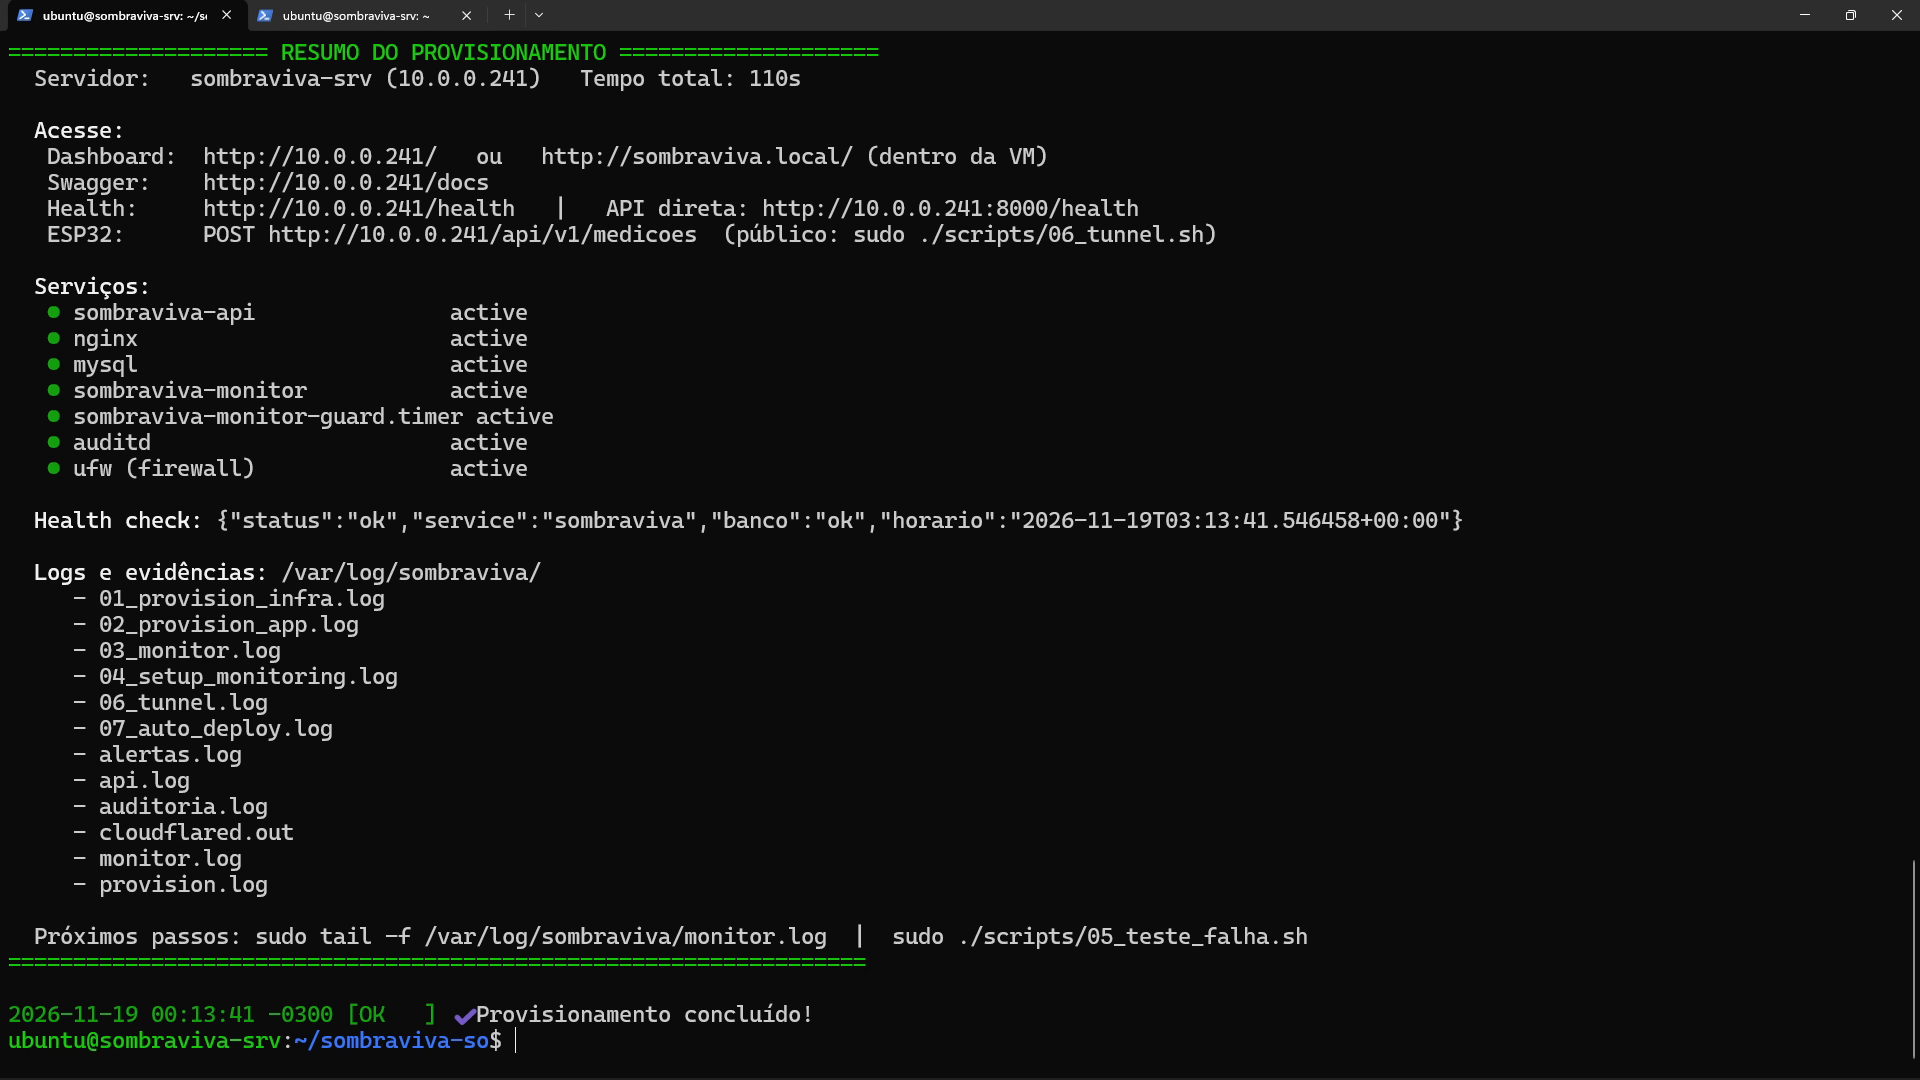 ubuntu@sombraviva-srv: ~/s
ubuntu@sombraviva-srv: ~
==================== RESUMO DO PROVISIONAMENTO ====================
Servidor: sombraviva-srv (10.0.0.241) Tempo total: 110s
Acesse:
Dashboard: http://10.0.0.241/ ou http://sombraviva.local/ (dentro da VM)
Swagger: http://10.0.0.241/docs
Health: http://10.0.0.241/health | API direta: http://10.0.0.241:8000/health
ESP32: POST http://10.0.0.241/api/v1/medicoes (público: sudo ./scripts/06_tunnel.sh)
Serviços:
● sombraviva-api active
● nginx active
● mysql active
● sombraviva-monitor active
● sombraviva-monitor-guard.timer active
● auditd active
● ufw (firewall) active
Health check: {"status":"ok","service":"sombraviva","banco":"ok","horario":"2026-11-19T03:13:41.546458+00:00"}
Logs e evidências: /var/log/sombraviva/
- 01_provision_infra.log
- 02_provision_app.log
- 03_monitor.log
- 04_setup_monitoring.log
- 06_tunnel.log
- 07_auto_deploy.log
- alertas.log
- api.log
- auditoria.log
- cloudflared.out
- monitor.log
- provision.log
Próximos passos: sudo tail -f /var/log/sombraviva/monitor.log | sudo ./scripts/05_teste_falha.sh
==================================================================
2026-11-19 00:13:41 -0300 [OK   ] ✔Provisionamento concluído!
ubuntu@sombraviva-srv:~/sombraviva-so$